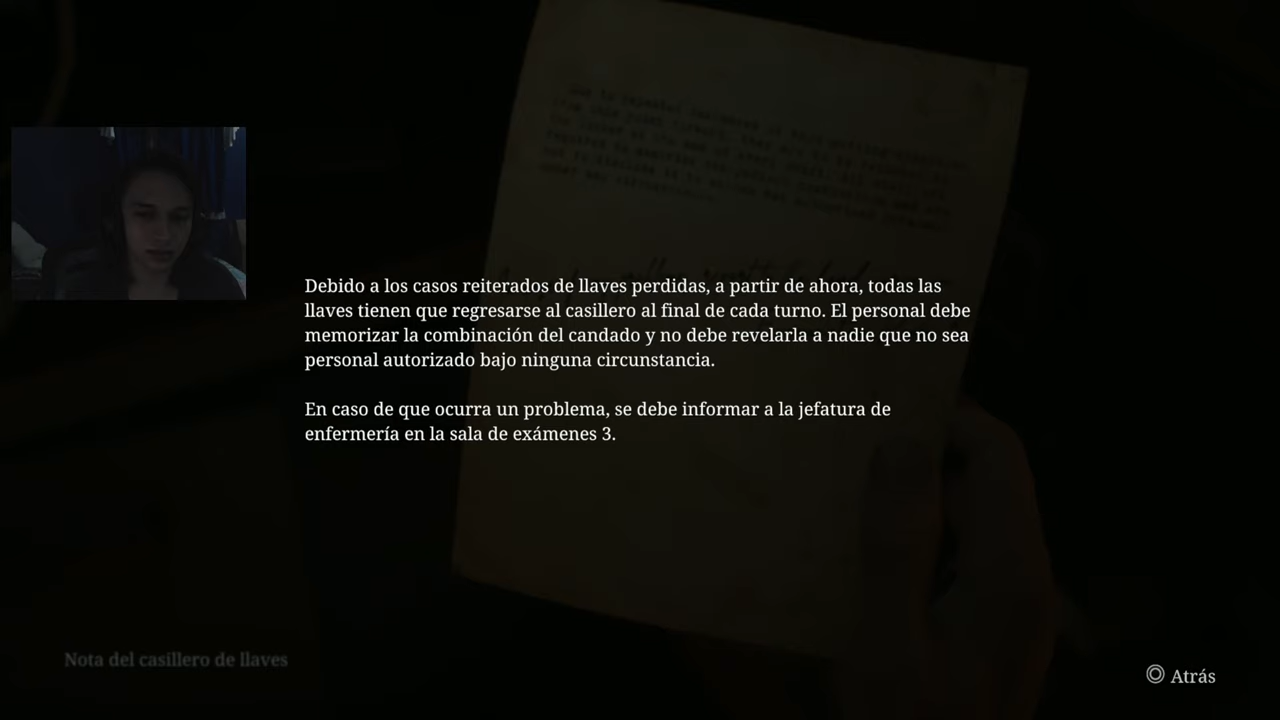 Debido a los casos reiterados de llaves perdidas, a partir de ahora, todas las
llaves tienen que regresarse al casillero al final de cada turno. El personal debe
memorizar la combinación del candado y no debe revelarla a nadie que no sea
personal autorizado bajo ninguna circunstancia.
En caso de que ocurra un problema, se debe informar a la jefatura de
enfermería en la sala de exámenes 3.
Nota del casillero de llaves
Atrás